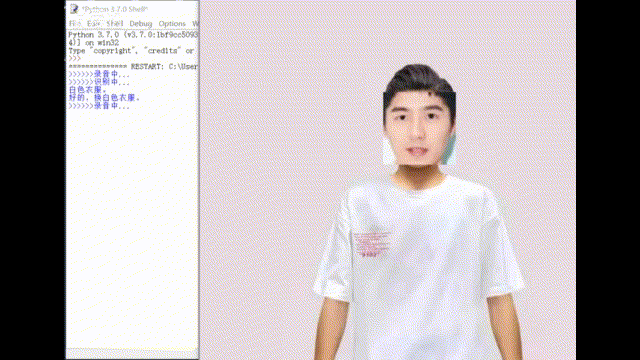 *Python 3.7.0 Shell*
File Edit Shell Debug Options W
Python 3.7.0 (v3.7.0:1bf9cc5093
4)] on win32
Type "copyright", "credits" or
>>>
============= RESTART: C:\User
>>>>>>录音中...
>>>>>>识别中...
白色衣服。
好的，换白色衣服。
>>>>>>录音中...